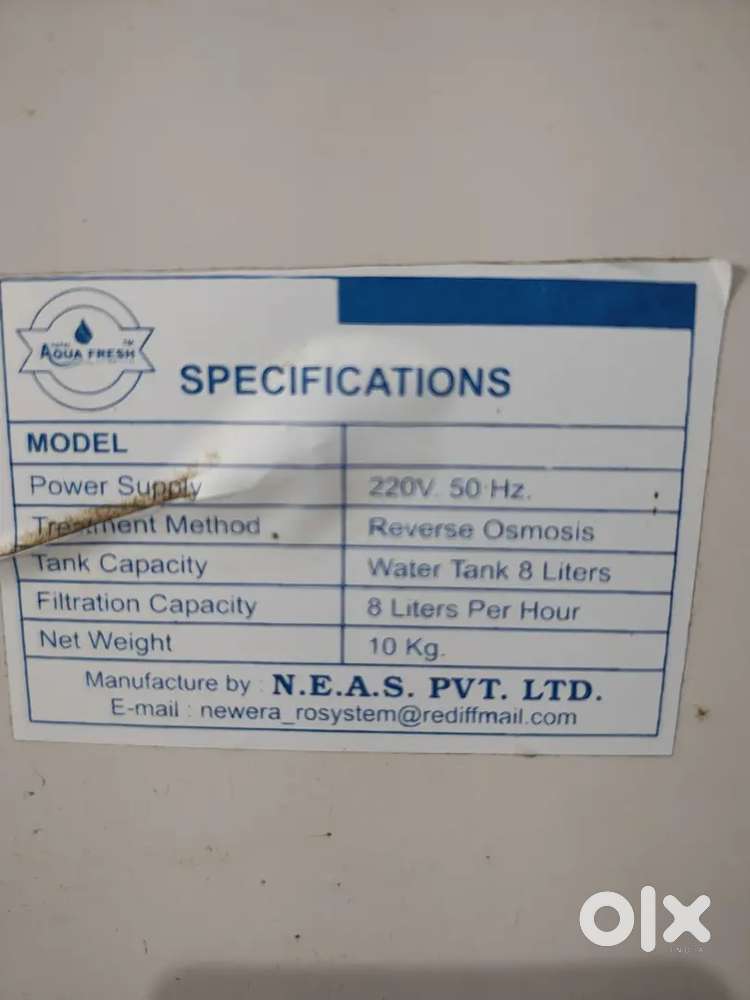 AQUA FRESH
TM
SPECIFICATIONS
MODEL
Power Supply 220V. 50 Hz.
Treatment Method Reverse Osmosis
Tank Capacity Water Tank 8 Liters
Filtration Capacity 8 Liters Per Hour
Net Weight 10 Kg.
Manufacture by : N.E.A.S. PVT. LTD.
E-mail : newera_rosystem@rediffmail.com
olx
INDIA